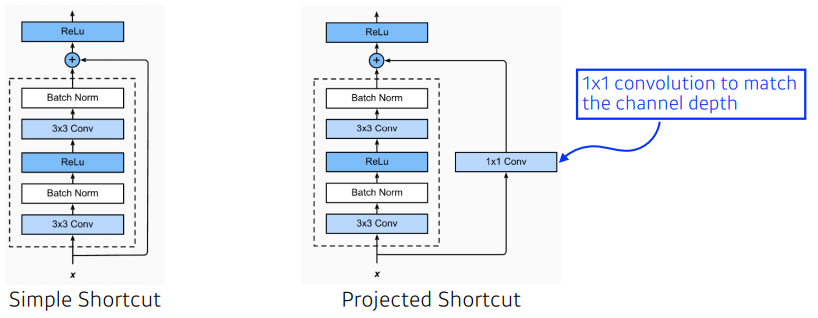 ReLu
+
Batch Norm
3x3 Conv
ReLu
Batch Norm
3x3 Conv
x
Simple Shortcut
ReLu
+
Batch Norm
3x3 Conv
ReLu
Batch Norm
3x3 Conv
x
1x1 Conv
Projected Shortcut
1x1 convolution to match
the channel depth